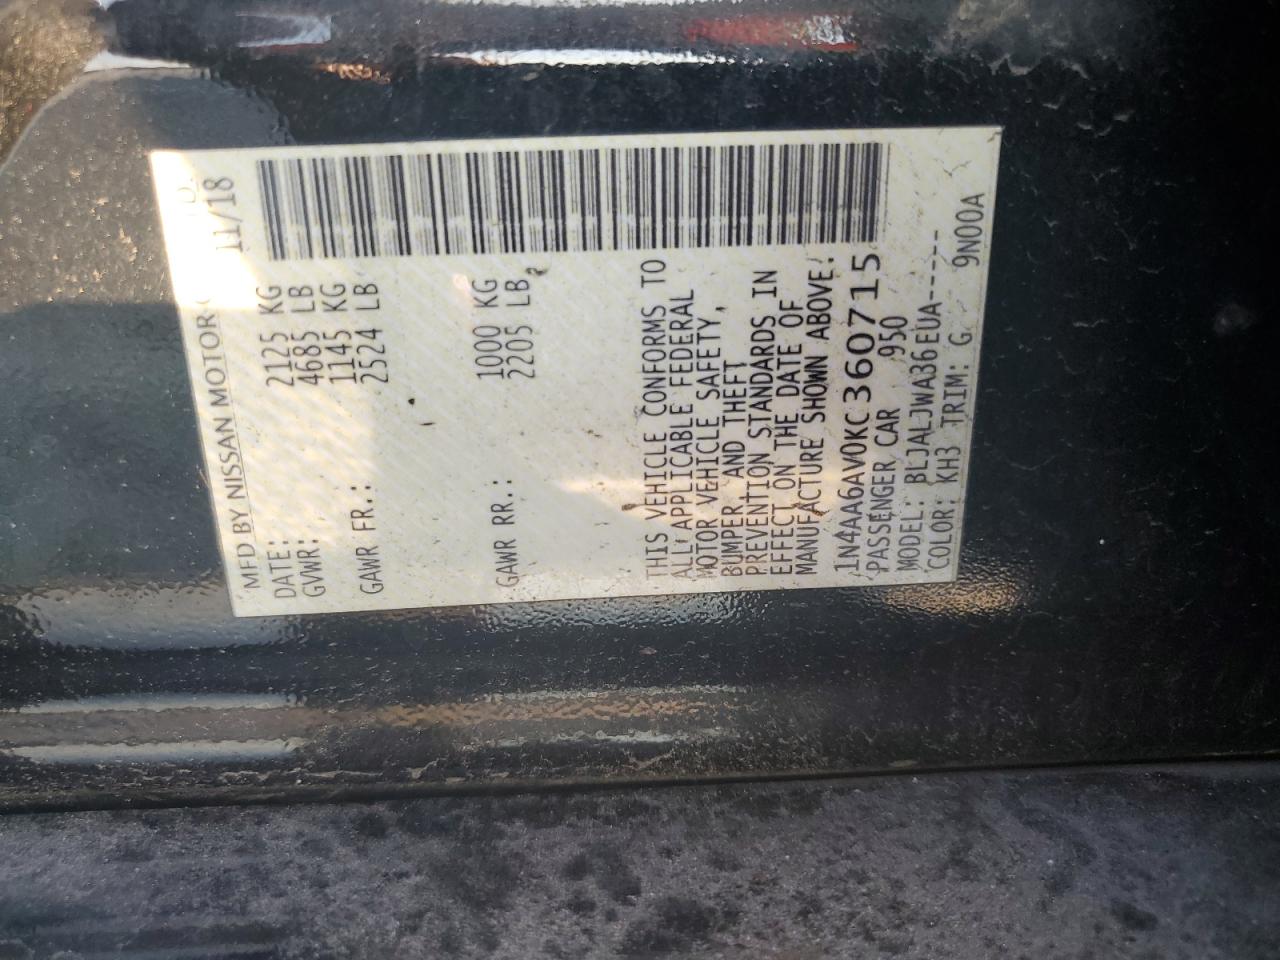 MFD BY NISSAN MOTOR
DATE: 11/18
GVWR: 2125 KG
4685 LB
GAWR FR.: 1145 KG
2524 LB
GAWR RR.: 1000 KG
2205 LB
THIS VEHICLE CONFORMS TO
ALL APPLICABLE FEDERAL
MOTOR VEHICLE SAFETY,
BUMPER AND THEFT
PREVENTION STANDARDS IN
EFFECT ON THE DATE OF
MANUFACTURE SHOWN ABOVE.
1N4AA6AV0KC360715
PASSENGER CAR 950
MODEL: BLJALJWA36EUA-----
COLOR: KH3 TRIM: G 9N00A